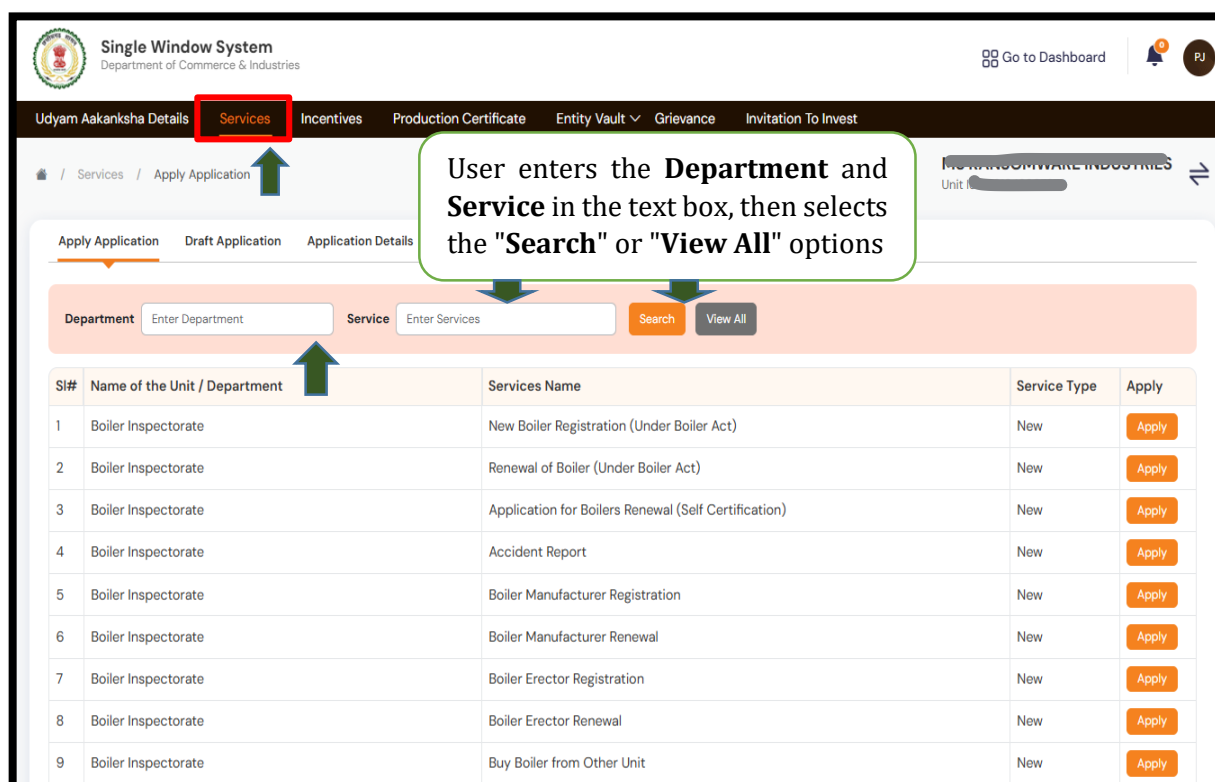 Single Window System
Department of Commerce & Industries
Go to Dashboard
0
PJ
Udyam Aakanksha Details Services Incentives Production Certificate Entity Vault Grievance Invitation To Invest
/ Services / Apply Application
INDUSTRIES
Unit
User enters the Department and
Service in the text box, then selects
the "Search" or "View All" options
Apply Application Draft Application Application Details
Department Enter Department Service Enter Services Search View All
Sl# Name of the Unit / Department Services Name Service Type Apply
1 Boiler Inspectorate New Boiler Registration (Under Boiler Act) New Apply
2 Boiler Inspectorate Renewal of Boiler (Under Boiler Act) New Apply
3 Boiler Inspectorate Application for Boilers Renewal (Self Certification) New Apply
4 Boiler Inspectorate Accident Report New Apply
5 Boiler Inspectorate Boiler Manufacturer Registration New Apply
6 Boiler Inspectorate Boiler Manufacturer Renewal New Apply
7 Boiler Inspectorate Boiler Erector Registration New Apply
8 Boiler Inspectorate Boiler Erector Renewal New Apply
9 Boiler Inspectorate Buy Boiler from Other Unit New Apply